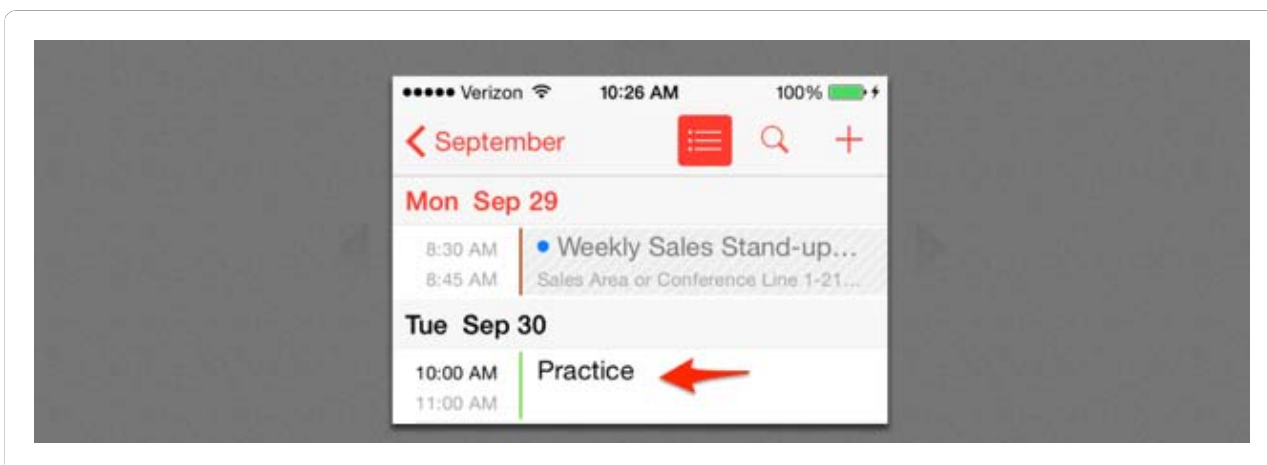 Verizon 10:26 AM 100%
September
Mon Sep 29
8:30 AM Weekly Sales Stand-up...
8:45 AM Sales Area or Conference Line 1-21...
Tue Sep 30
10:00 AM Practice
11:00 AM